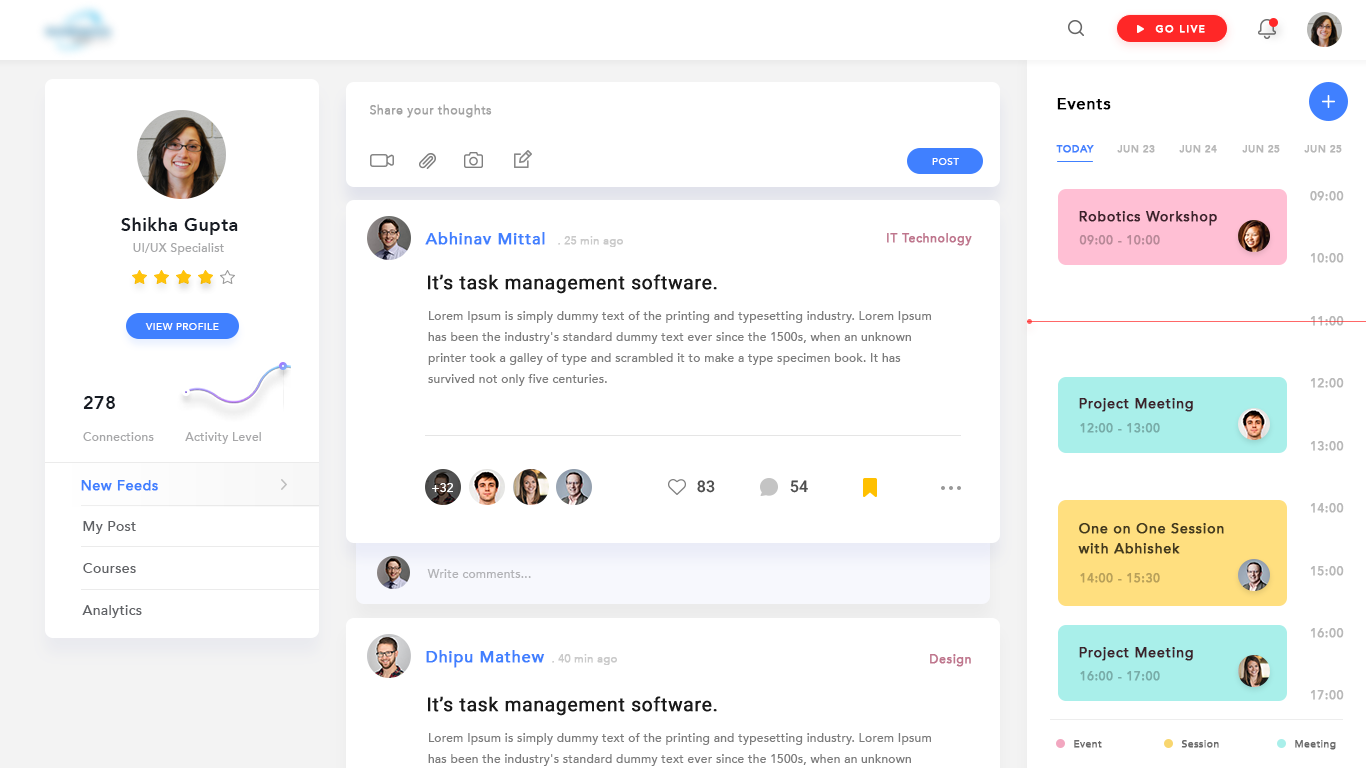 GO LIVE
Shikha Gupta
UI/UX Specialist
VIEW PROFILE
278
Connections
Activity Level
New Feeds
My Post
Courses
Analytics
Share your thoughts
POST
Abhinav Mittal . 25 min ago
IT Technology
It's task management software.
Lorem Ipsum is simply dummy text of the printing and typesetting industry. Lorem Ipsum
has been the industry's standard dummy text ever since the 1500s, when an unknown
printer took a galley of type and scrambled it to make a type specimen book. It has
survived not only five centuries.
+32
83
54
Write comments...
Dhipu Mathew . 40 min ago
Design
It's task management software.
Lorem Ipsum is simply dummy text of the printing and typesetting industry. Lorem Ipsum
has been the industry's standard dummy text ever since the 1500s, when an unknown
Events
TODAY JUN 23 JUN 24 JUN 25 JUN 25
09:00
Robotics Workshop
09:00 - 10:00
10:00
11:00
12:00
Project Meeting
12:00 - 13:00
13:00
14:00
One on One Session
with Abhishek
14:00 - 15:30
15:00
16:00
Project Meeting
16:00 - 17:00
17:00
Event Session Meeting